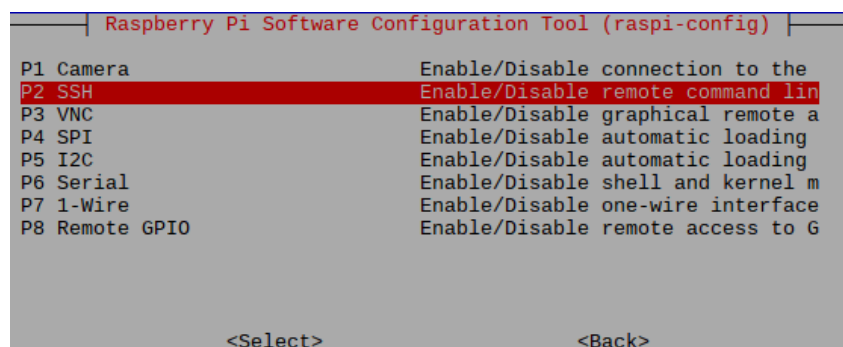 Raspberry Pi Software Configuration Tool (raspi-config)
P1 Camera Enable/Disable connection to the
P2 SSH Enable/Disable remote command lin
P3 VNC Enable/Disable graphical remote a
P4 SPI Enable/Disable automatic loading
P5 I2C Enable/Disable automatic loading
P6 Serial Enable/Disable shell and kernel m
P7 1-Wire Enable/Disable one-wire interface
P8 Remote GPIO Enable/Disable remote access to G
<Select> <Back>